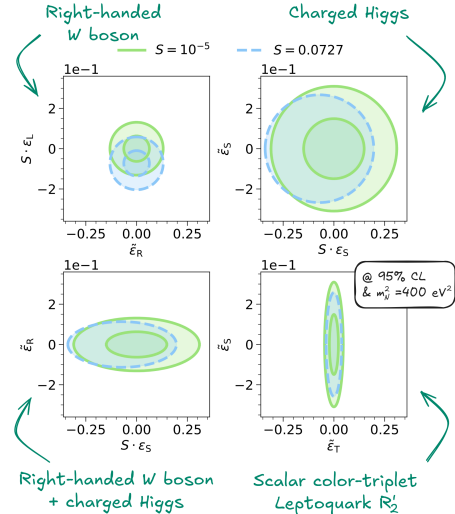 Right-handed
W boson
Charged Higgs
S = 10⁻⁵
S = 0.0727
1e−1
1e−1
2
0
−2
S · ε_L
−0.25 0.00 0.25
ε̃_R
2
0
−2
ε̃_S
−0.25 0.00 0.25
S · ε_S
1e−1
1e−1
@ 95% CL
& m_N² = 400 eV²
2
0
−2
ε̃_R
−0.25 0.00 0.25
S · ε_S
2
0
−2
ε̃_S
−0.25 0.00 0.25
ε̃_T
Right-handed W boson
+ charged Higgs
Scalar color-triplet
Leptoquark R₂′